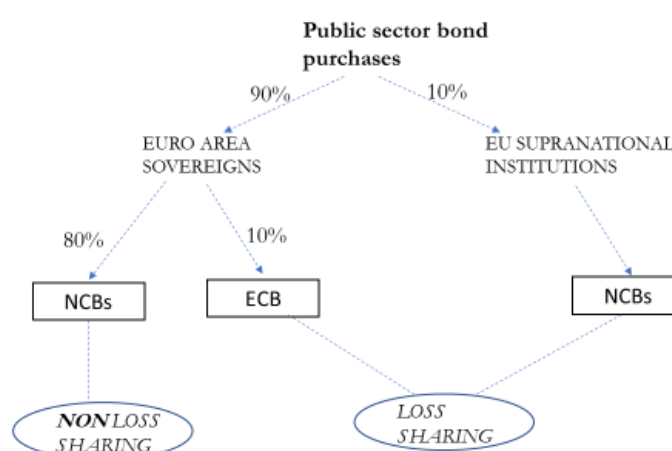 Public sector bond
purchases
90%
10%
EURO AREA
SOVEREIGNS
EU SUPRANATIONAL
INSTITUTIONS
80%
10%
NCBs
ECB
NCBs
NON LOSS
SHARING
LOSS
SHARING